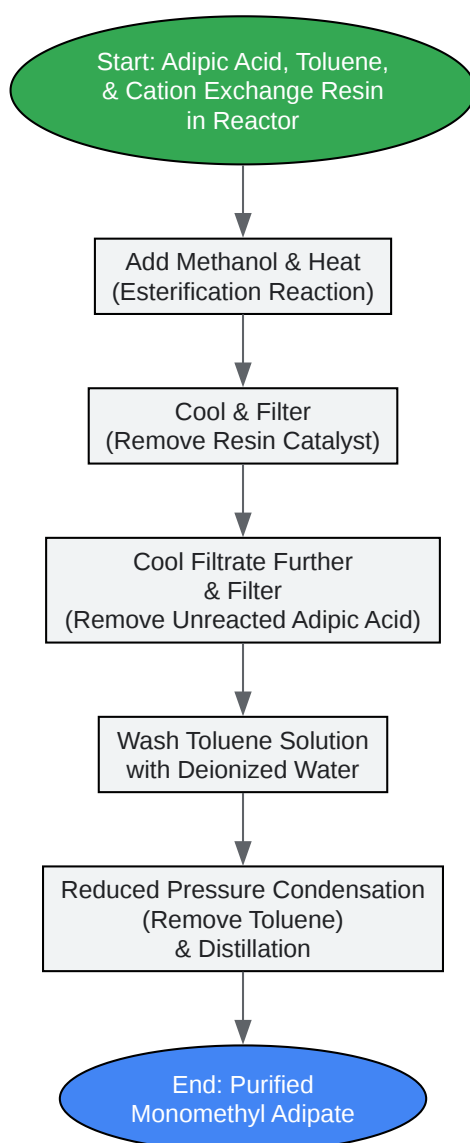 Start: Adipic Acid, Toluene,
& Cation Exchange Resin
in Reactor
Add Methanol & Heat
(Esterification Reaction)
Cool & Filter
(Remove Resin Catalyst)
Cool Filtrate Further
& Filter
(Remove Unreacted Adipic Acid)
Wash Toluene Solution
with Deionized Water
Reduced Pressure Condensation
(Remove Toluene)
& Distillation
End: Purified
Monomethyl Adipate